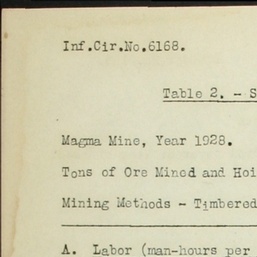 Inf.Cir.No.6168.
Table 2. - S
Magma Mine, Year 1928.
Tons of Ore Mined and Hoi
Mining Methods - Timbered
A. Labor (man-hours per